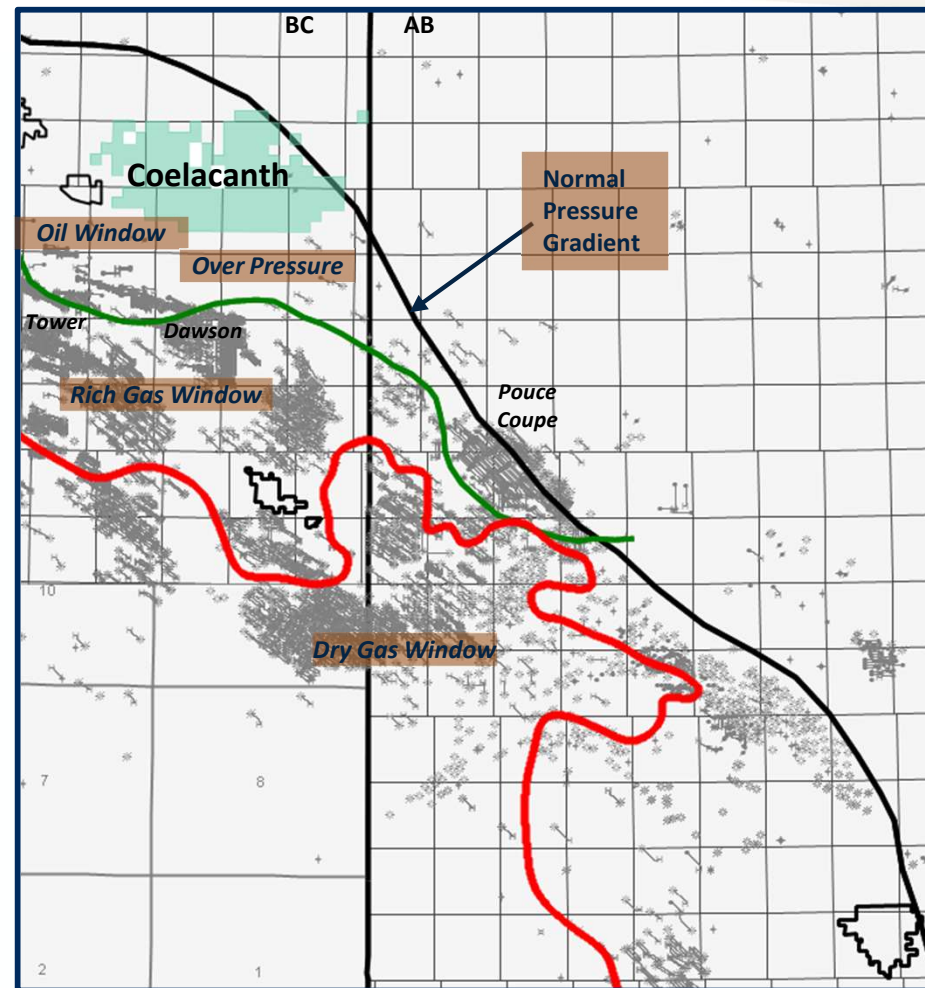 BC
AB
Coelacanth
Normal
Pressure
Gradient
Oil Window
Over Pressure
Tower
Dawson
Rich Gas Window
Pouce
Coupe
10
Dry Gas Window
7
8
2
1